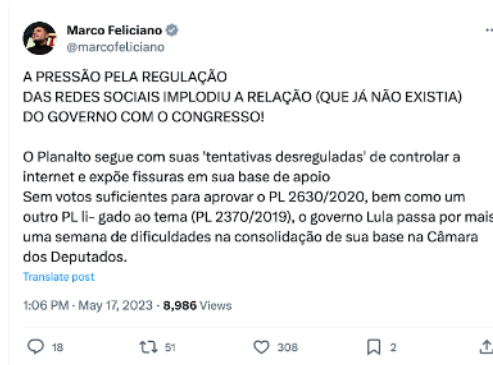 Marco Feliciano
@marcofeliciano
A PRESSÃO PELA REGULAÇÃO
DAS REDES SOCIAIS IMPLODIU A RELAÇÃO (QUE JÁ NÃO EXISTIA)
DO GOVERNO COM O CONGRESSO!
O Planalto segue com suas 'tentativas desreguladas' de controlar a
internet e expõe fissuras em sua base de apoio
Sem votos suficientes para aprovar o PL 2630/2020, bem como um
outro PL li- gado ao tema (PL 2370/2019), o governo Lula passa por mais
uma semana de dificuldades na consolidação de sua base na Câmara
dos Deputados.
Translate post
1:06 PM · May 17, 2023 · 8,986 Views
18 51 308 2